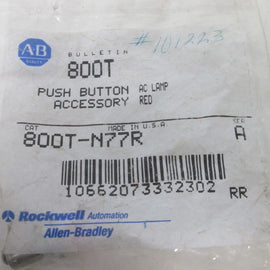 AB
BULLETIN
#101223
800T
PUSH BUTTON AC LAMP
ACCESSORY RED
CAT MADE IN U.S.A SER
800T-N77R A
10662073332302 RR
Rockwell Automation
Allen-Bradley